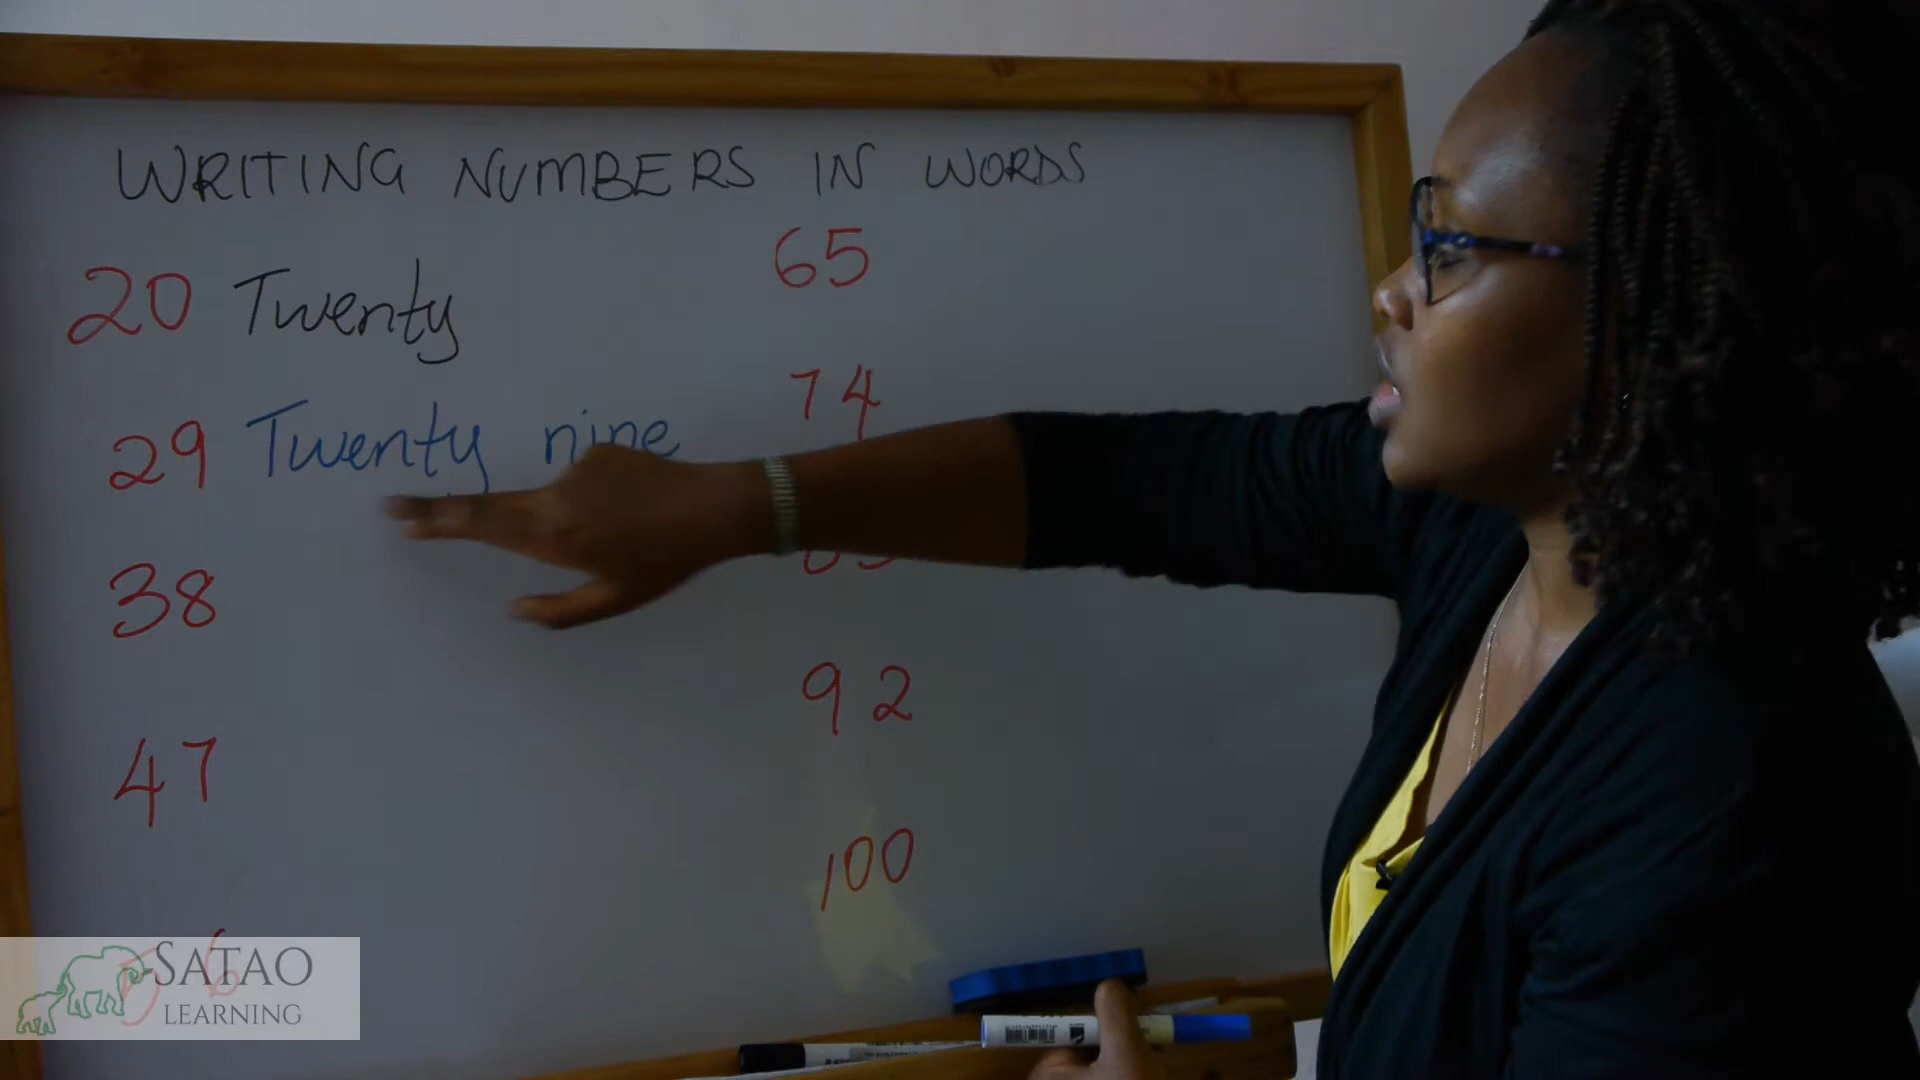 WRITING NUMBERS IN WORDS
20 Twenty
29 Twenty nine
38
47
65
74
92
100
SATAO
LEARNING